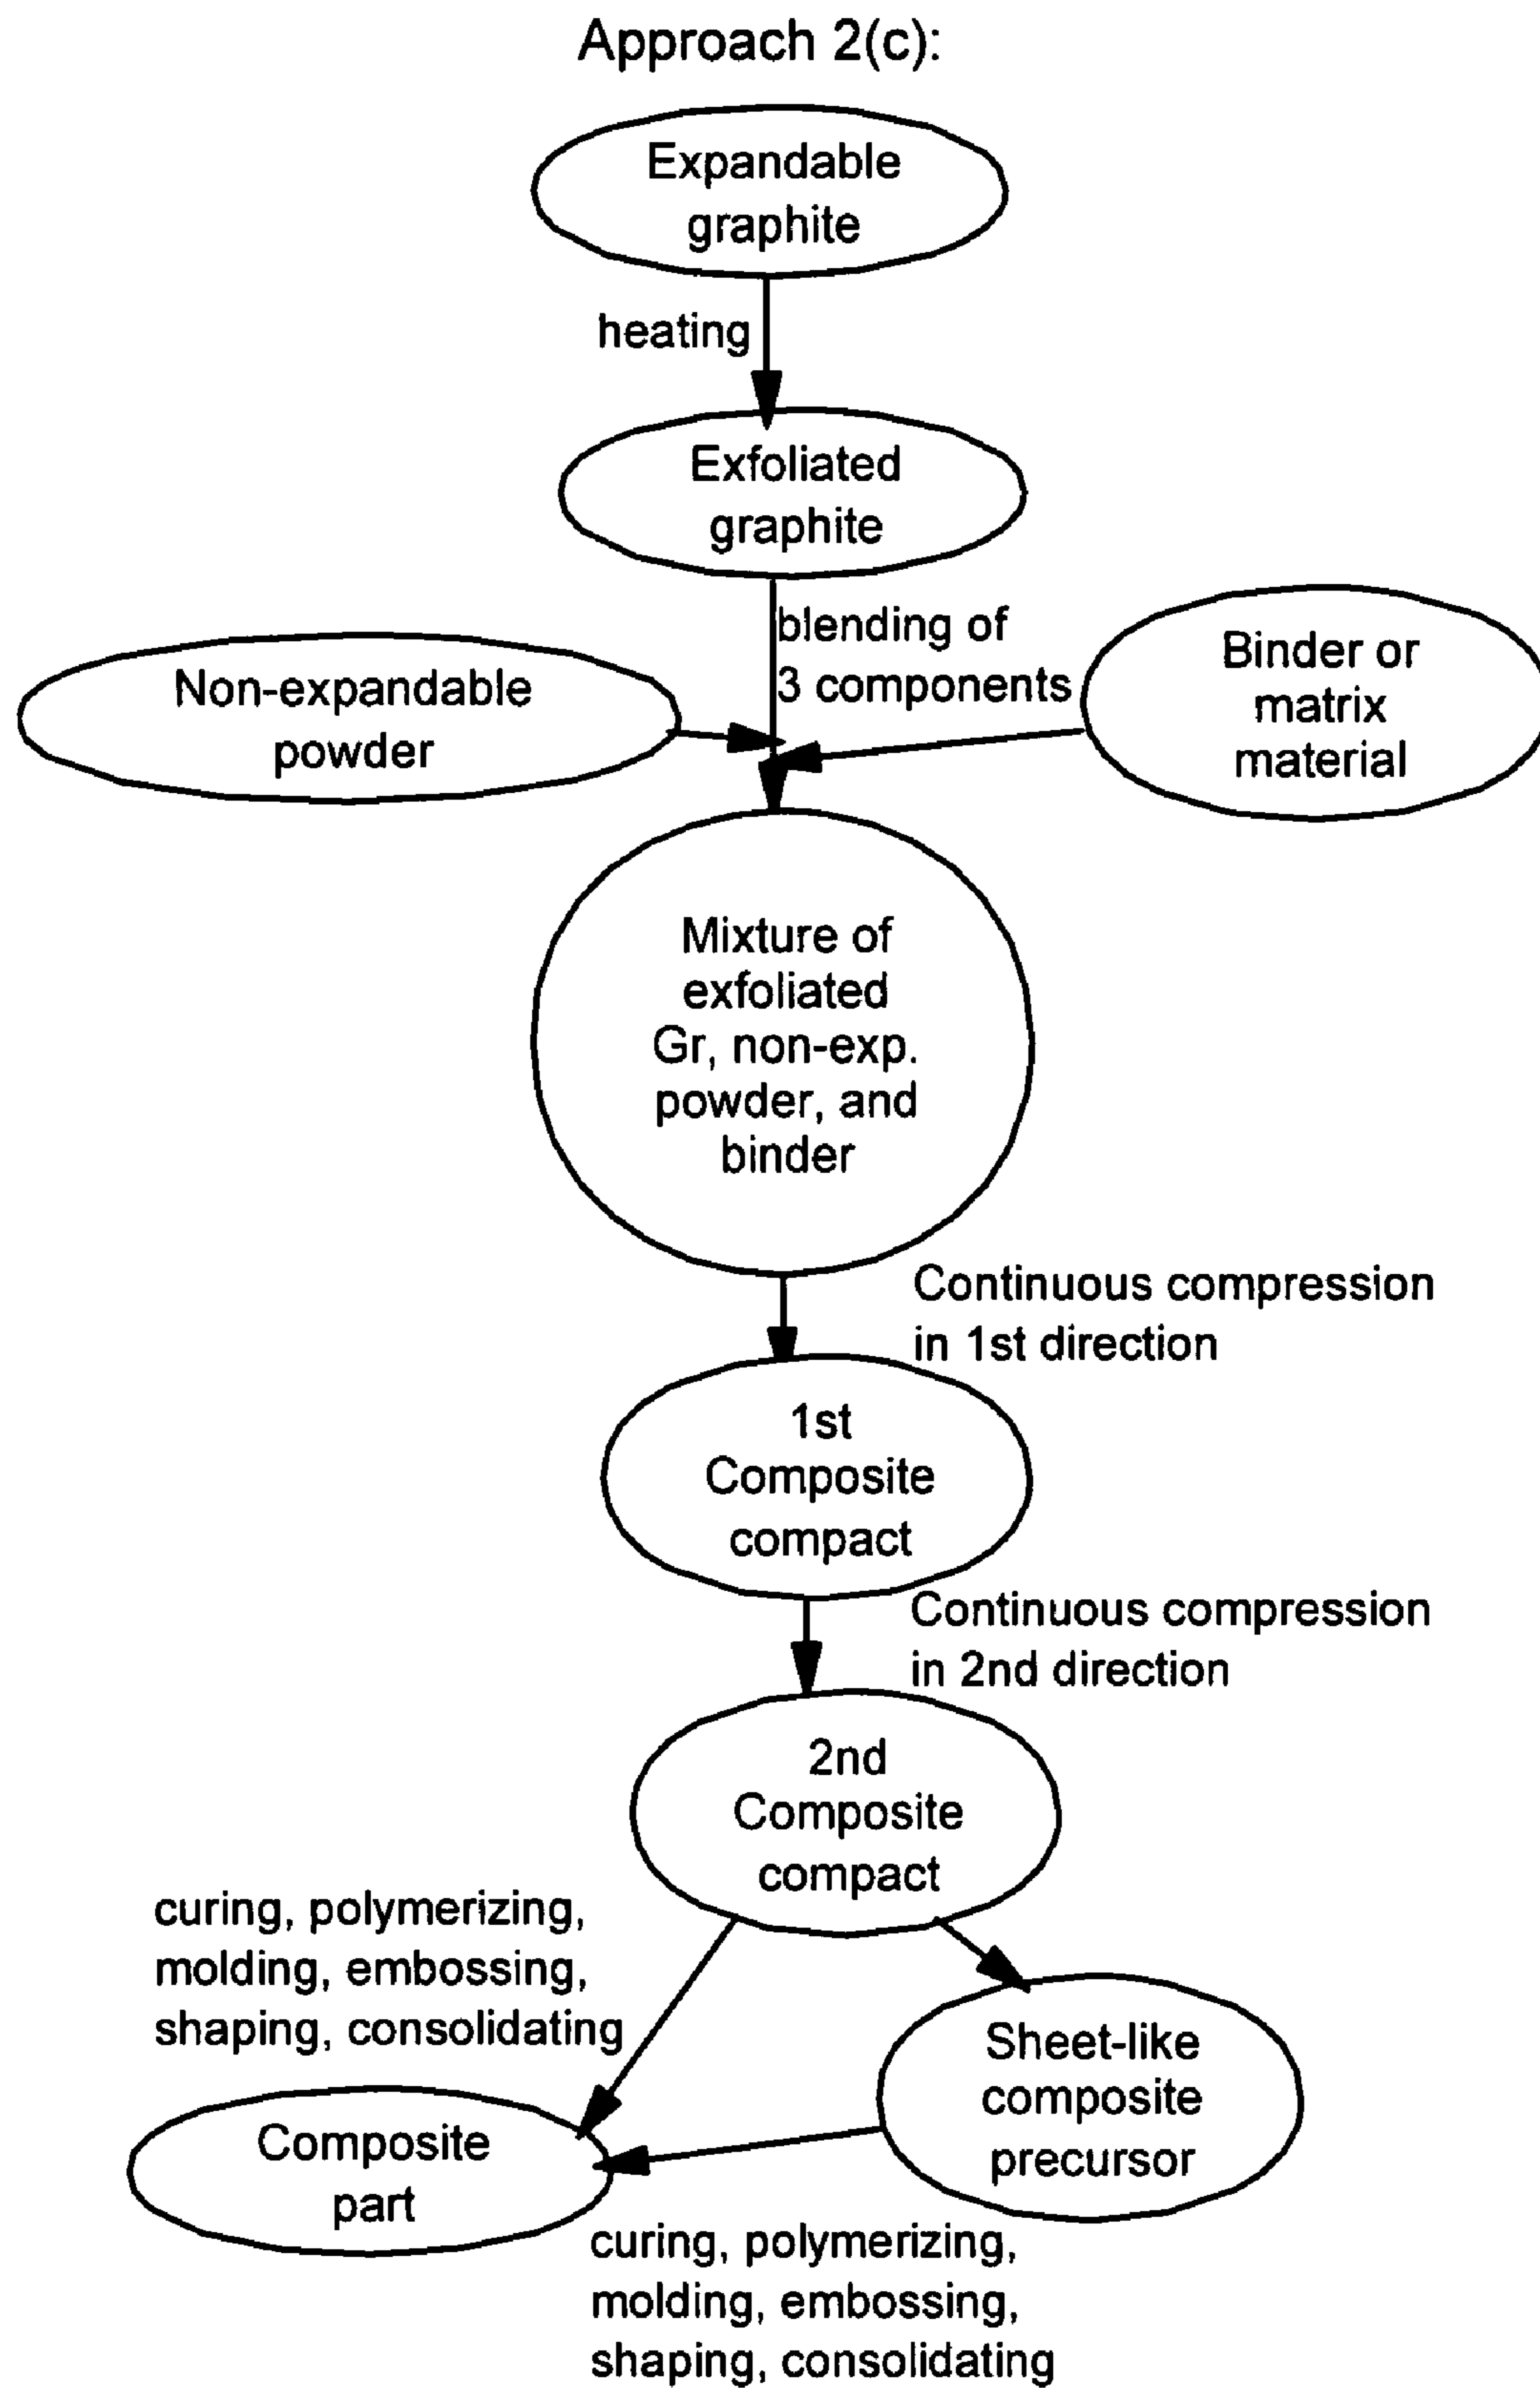 Approach 2(c):
Expandable
graphite
heating
Exfoliated
graphite
blending of
3 components
Non-expandable
powder
Binder or
matrix
material
Mixture of
exfoliated
Gr, non-exp.
powder, and
binder
Continuous compression
in 1st direction
1st
Composite
compact
Continuous compression
in 2nd direction
2nd
Composite
compact
curing, polymerizing,
molding, embossing,
shaping, consolidating
Sheet-like
composite
precursor
Composite
part
curing, polymerizing,
molding, embossing,
shaping, consolidating